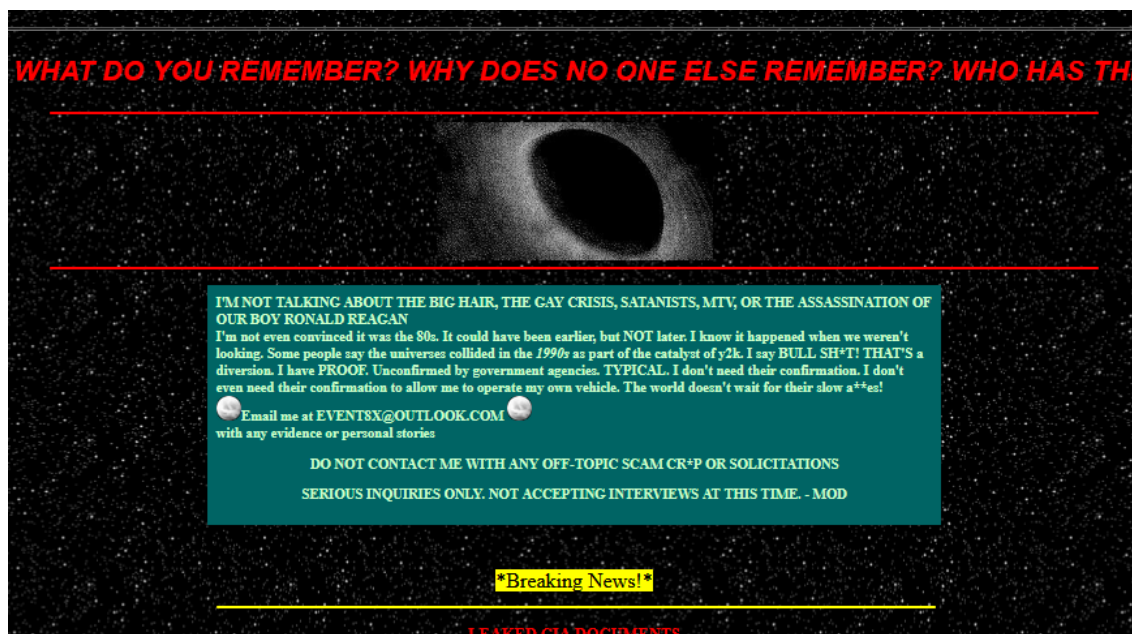 WHAT DO YOU REMEMBER? WHY DOES NO ONE ELSE REMEMBER? WHO HAS TH
I'M NOT TALKING ABOUT THE BIG HAIR, THE GAY CRISIS, SATANISTS, MTV, OR THE ASSASSINATION OF
OUR BOY RONALD REAGAN
I'm not even convinced it was the 80s. It could have been earlier, but NOT later. I know it happened when we weren't
looking. Some people say the universes collided in the 1990s as part of the catalyst of y2k. I say BULL SH*T! THAT'S a
diversion. I have PROOF. Unconfirmed by government agencies. TYPICAL. I don't need their confirmation. I don't
even need their confirmation to allow me to operate my own vehicle. The world doesn't wait for their slow a**es!
Email me at EVENT8X@OUTLOOK.COM
with any evidence or personal stories
DO NOT CONTACT ME WITH ANY OFF-TOPIC SCAM CR*P OR SOLICITATIONS
SERIOUS INQUIRIES ONLY. NOT ACCEPTING INTERVIEWS AT THIS TIME. - MOD
*Breaking News!*
LEAKED CIA DOCUMENTS